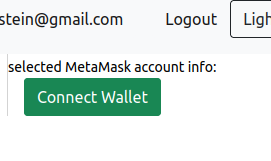 stein@gmail.com Logout Ligh
selected MetaMask account info:
Connect Wallet